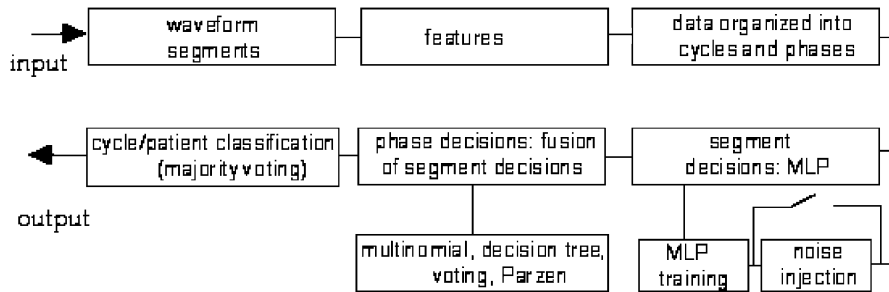 waveform
segments
features
data organized into
cycles and phases
input
cycle/patient classification
(majority voting)
phase decisions: fusion
of segment decisions
segment
decisions: MLP
output
multinomial, decision tree,
voting, Parzen
MLP
training
noise
injection